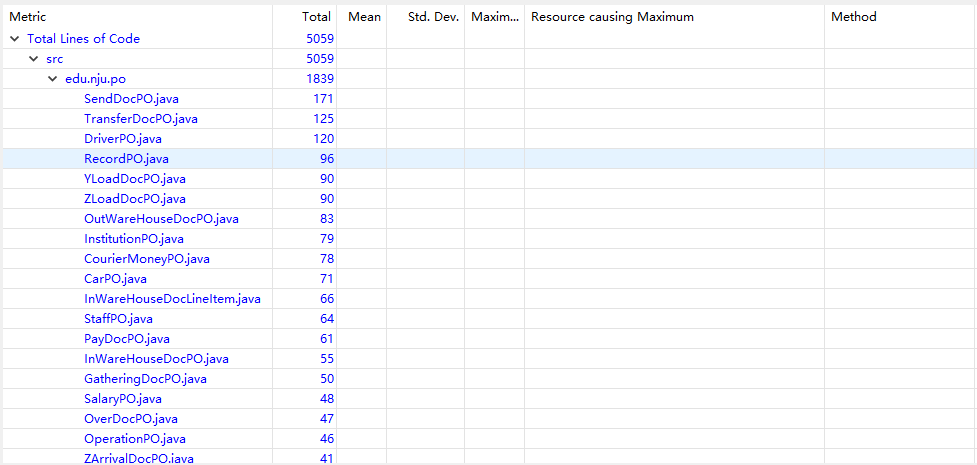 Metric Total Mean Std. Dev. Maxim... Resource causing Maximum Method
Total Lines of Code 5059
src 5059
edu.nju.po 1839
SendDocPO.java 171
TransferDocPO.java 125
DriverPO.java 120
RecordPO.java 96
YLoadDocPO.java 90
ZLoadDocPO.java 90
OutWareHouseDocPO.java 83
InstitutionPO.java 79
CourierMoneyPO.java 78
CarPO.java 71
InWareHouseDocLineItem.java 66
StaffPO.java 64
PayDocPO.java 61
InWareHouseDocPO.java 55
GatheringDocPO.java 50
SalaryPO.java 48
OverDocPO.java 47
OperationPO.java 46
ZArrivalDocPO.java 41